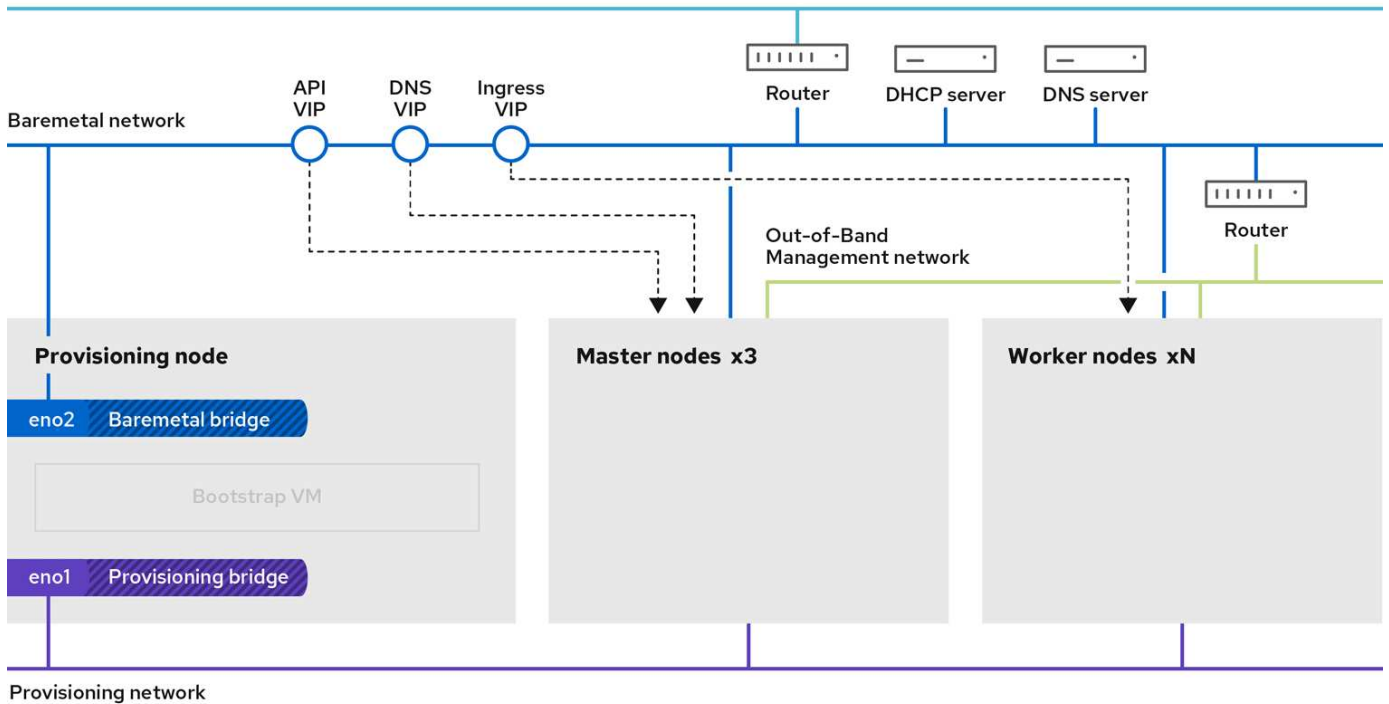 API
VIP
DNS
VIP
Ingress
VIP
Router
DHCP server
DNS server
Baremetal network
Router
Out-of-Band
Management network
Provisioning node
Master nodes x3
Worker nodes xN
eno2
Baremetal bridge
Bootstrap VM
eno1
Provisioning bridge
Provisioning network